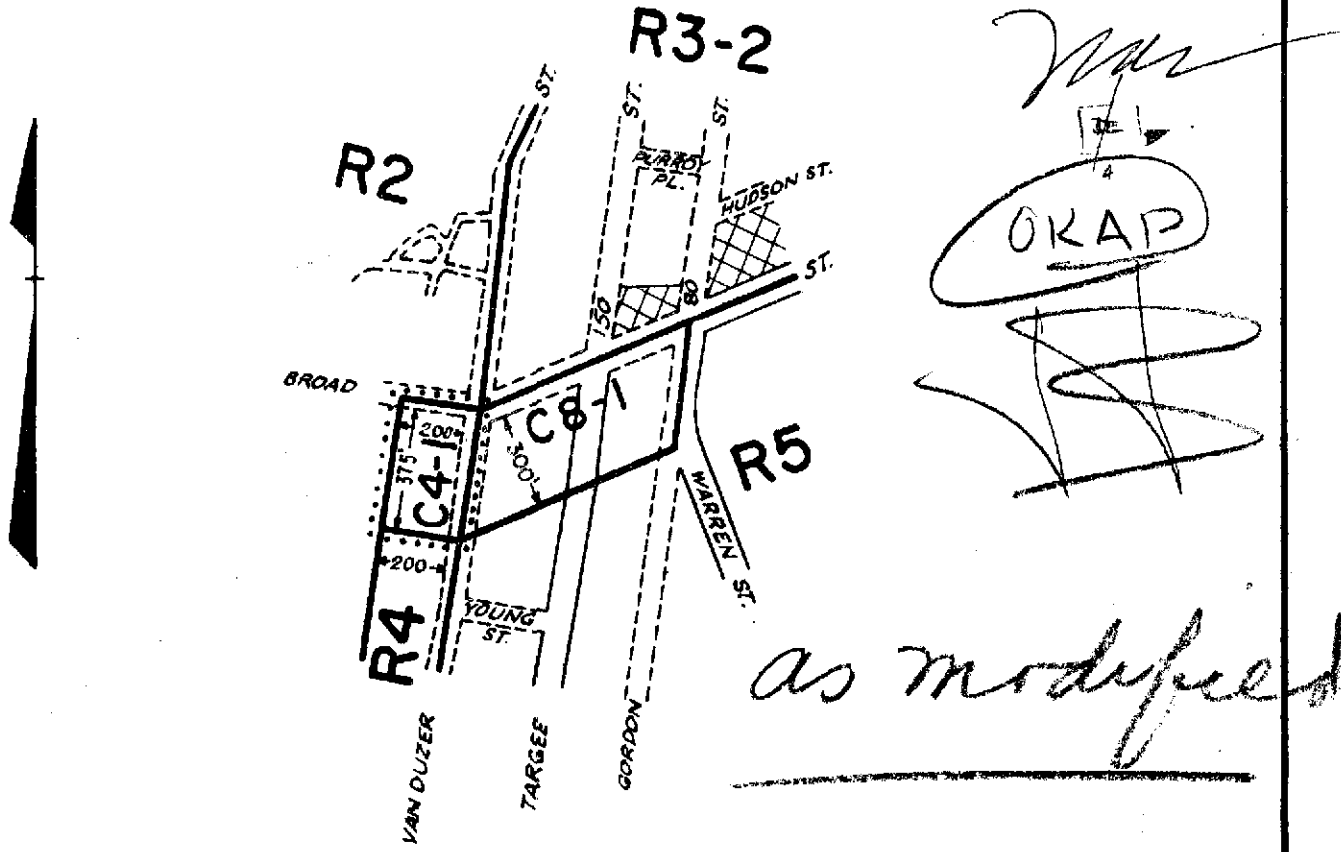 R3-2
R2
ST.
ST.
ST.
PURROY
PL.
HUDSON ST.
4
OKAP
ST.
150
80
BROAD
C8-1
200
375'
C4-1
300'
R5
WARREN ST.
200
R4
YOUNG
ST.
as modified
VAN DUZER
TARGEE
GORDON